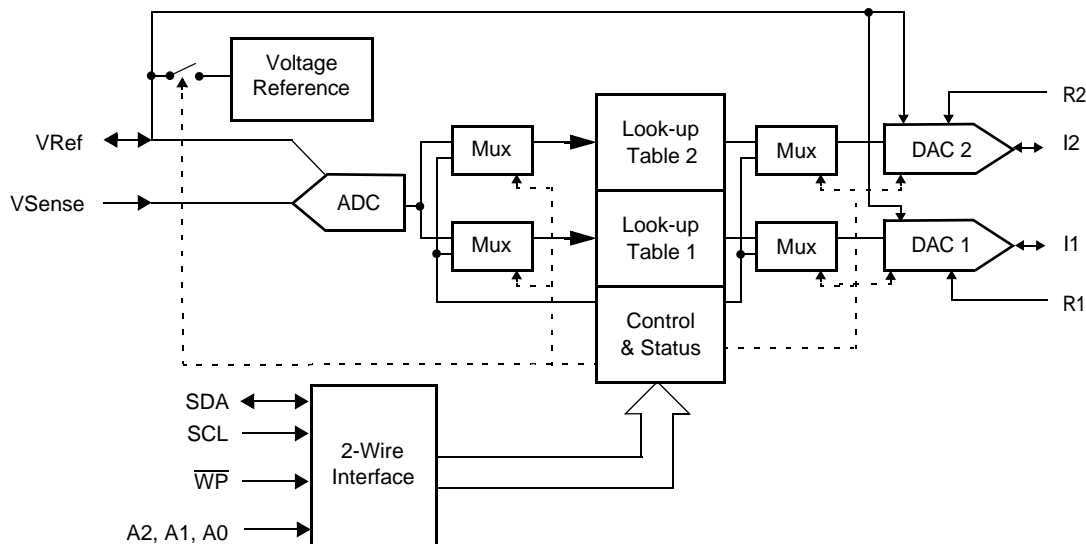 Voltage
Reference
R2
VRef
Mux
Look-up
Table 2
Mux
DAC 2
I2
VSense
ADC
Mux
Look-up
Table 1
Mux
DAC 1
I1
R1
Control
& Status
SDA
SCL
2-Wire
Interface
W̅P̅
A2, A1, A0